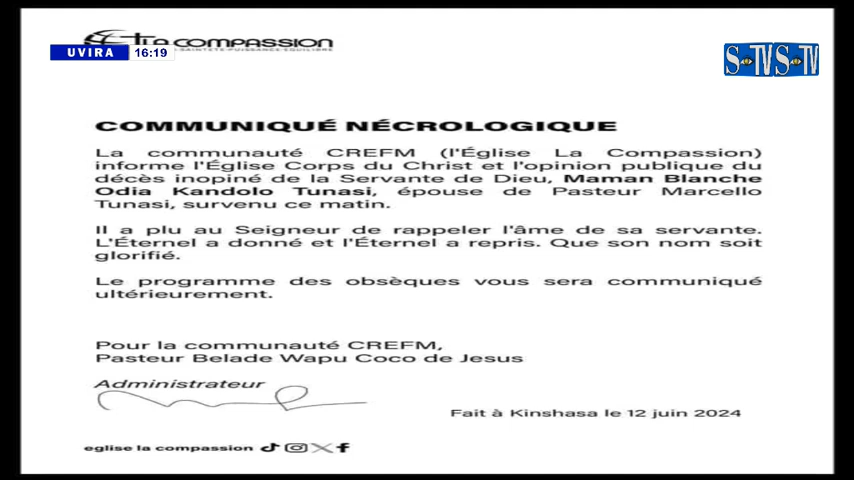 La compassion
UVIRA 16:19
STV STV
COMMUNIQUÉ NÉCROLOGIQUE
La communauté CREFM (l'Église La Compassion)
informe l'Église Corps du Christ et l'opinion publique du
décès inopiné de la Servante de Dieu, Maman Blanche
Odia Kandolo Tunasi, épouse de Pasteur Marcello
Tunasi, survenu ce matin.
Il a plu au Seigneur de rappeler l'âme de sa servante.
L'Éternel a donné et l'Éternel a repris. Que son nom soit
glorifié.
Le programme des obsèques vous sera communiqué
ultérieurement.
Pour la communauté CREFM,
Pasteur Belade Wapu Coco de Jesus
Administrateur
Fait à Kinshasa le 12 juin 2024
eglise la compassion